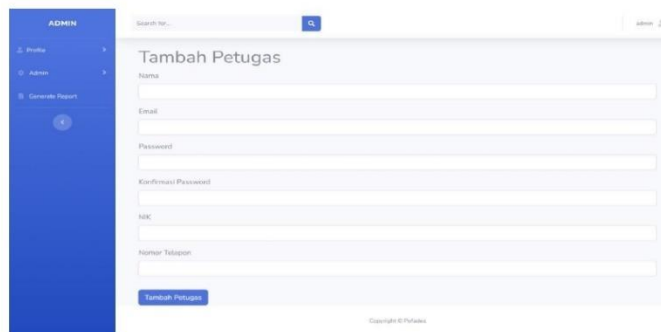 ADMIN
Search for...
admin
Profile
Admin
Generate Report
Tambah Petugas
Nama
Email
Password
Konfirmasi Password
NIK
Nomor Telepon
Tambah Petugas
Copyright ©